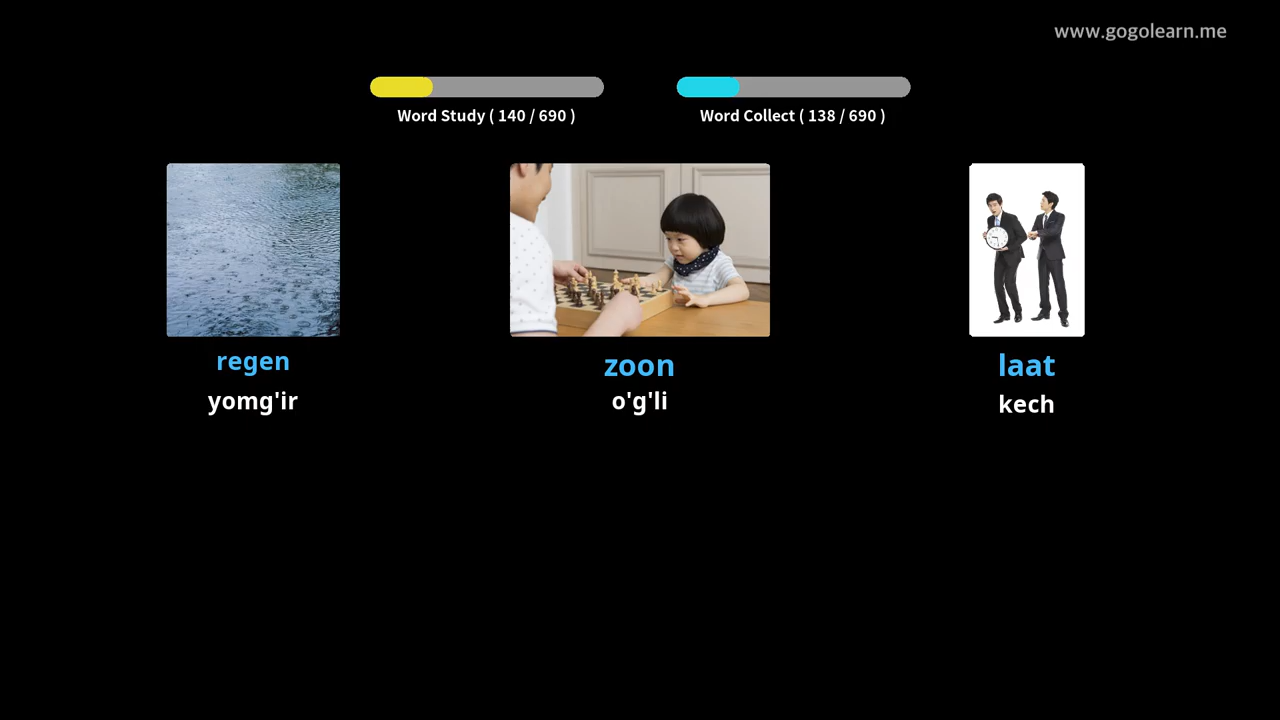 www.gogolearn.me
Word Study ( 140 / 690 )
Word Collect ( 138 / 690 )
regen
yomg'ir
zoon
o'g'li
laat
kech